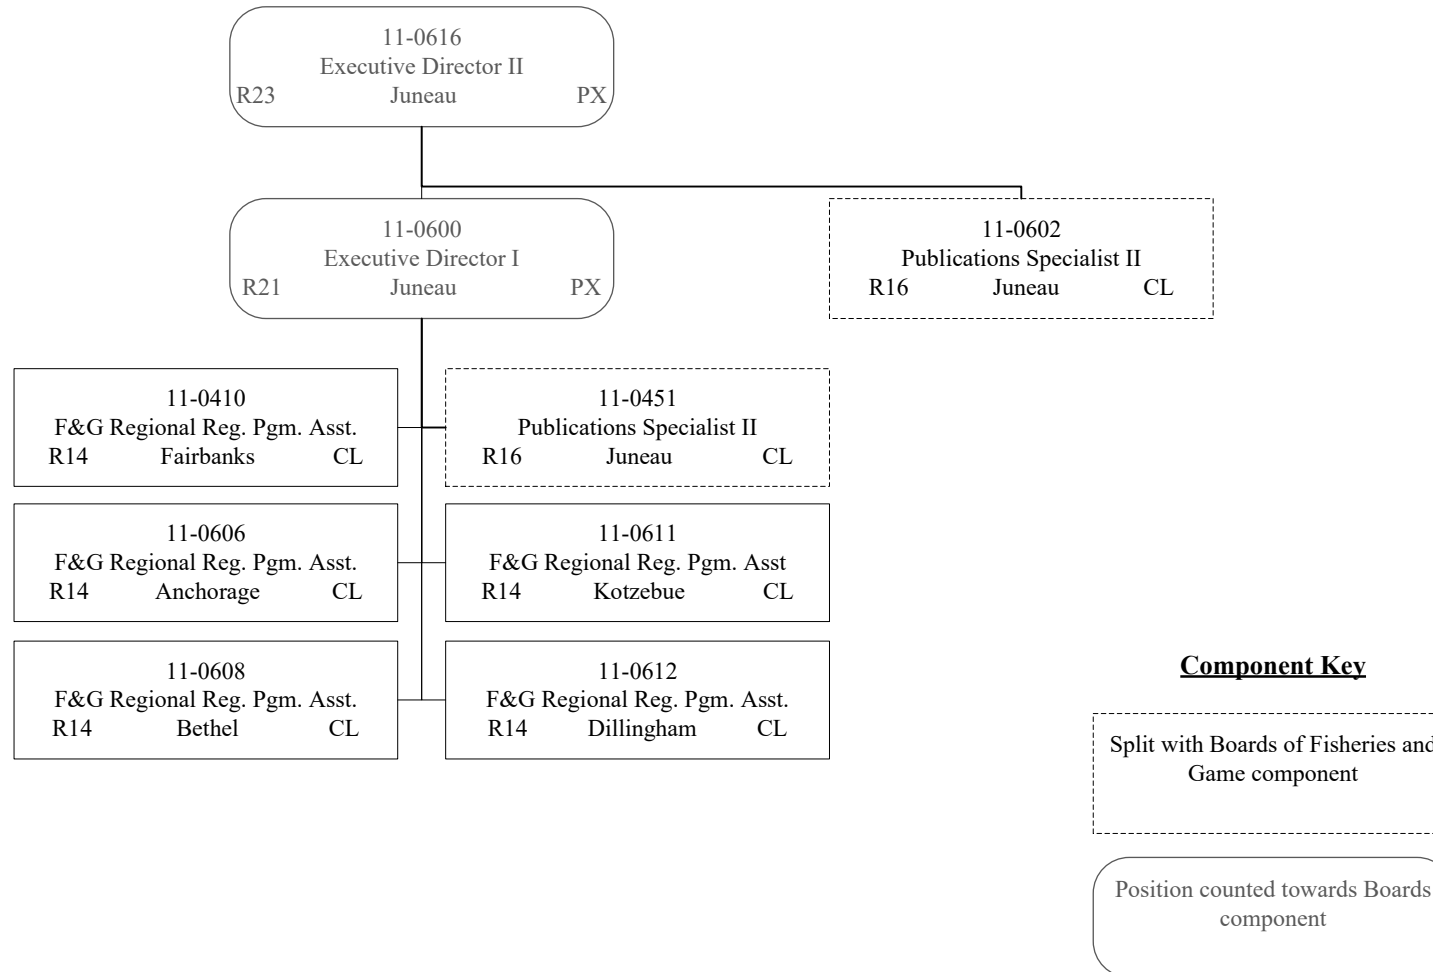 11-0616
Executive Director II
R23 Juneau PX
11-0600
Executive Director I
R21 Juneau PX
11-0602
Publications Specialist II
R16 Juneau CL
11-0410
F&G Regional Reg. Pgm. Asst.
R14 Fairbanks CL
11-0451
Publications Specialist II
R16 Juneau CL
11-0606
F&G Regional Reg. Pgm. Asst.
R14 Anchorage CL
11-0611
F&G Regional Reg. Pgm. Asst
R14 Kotzebue CL
11-0608
F&G Regional Reg. Pgm. Asst.
R14 Bethel CL
11-0612
F&G Regional Reg. Pgm. Asst.
R14 Dillingham CL
Component Key
Split with Boards of Fisheries and
Game component
Position counted towards Boards
component